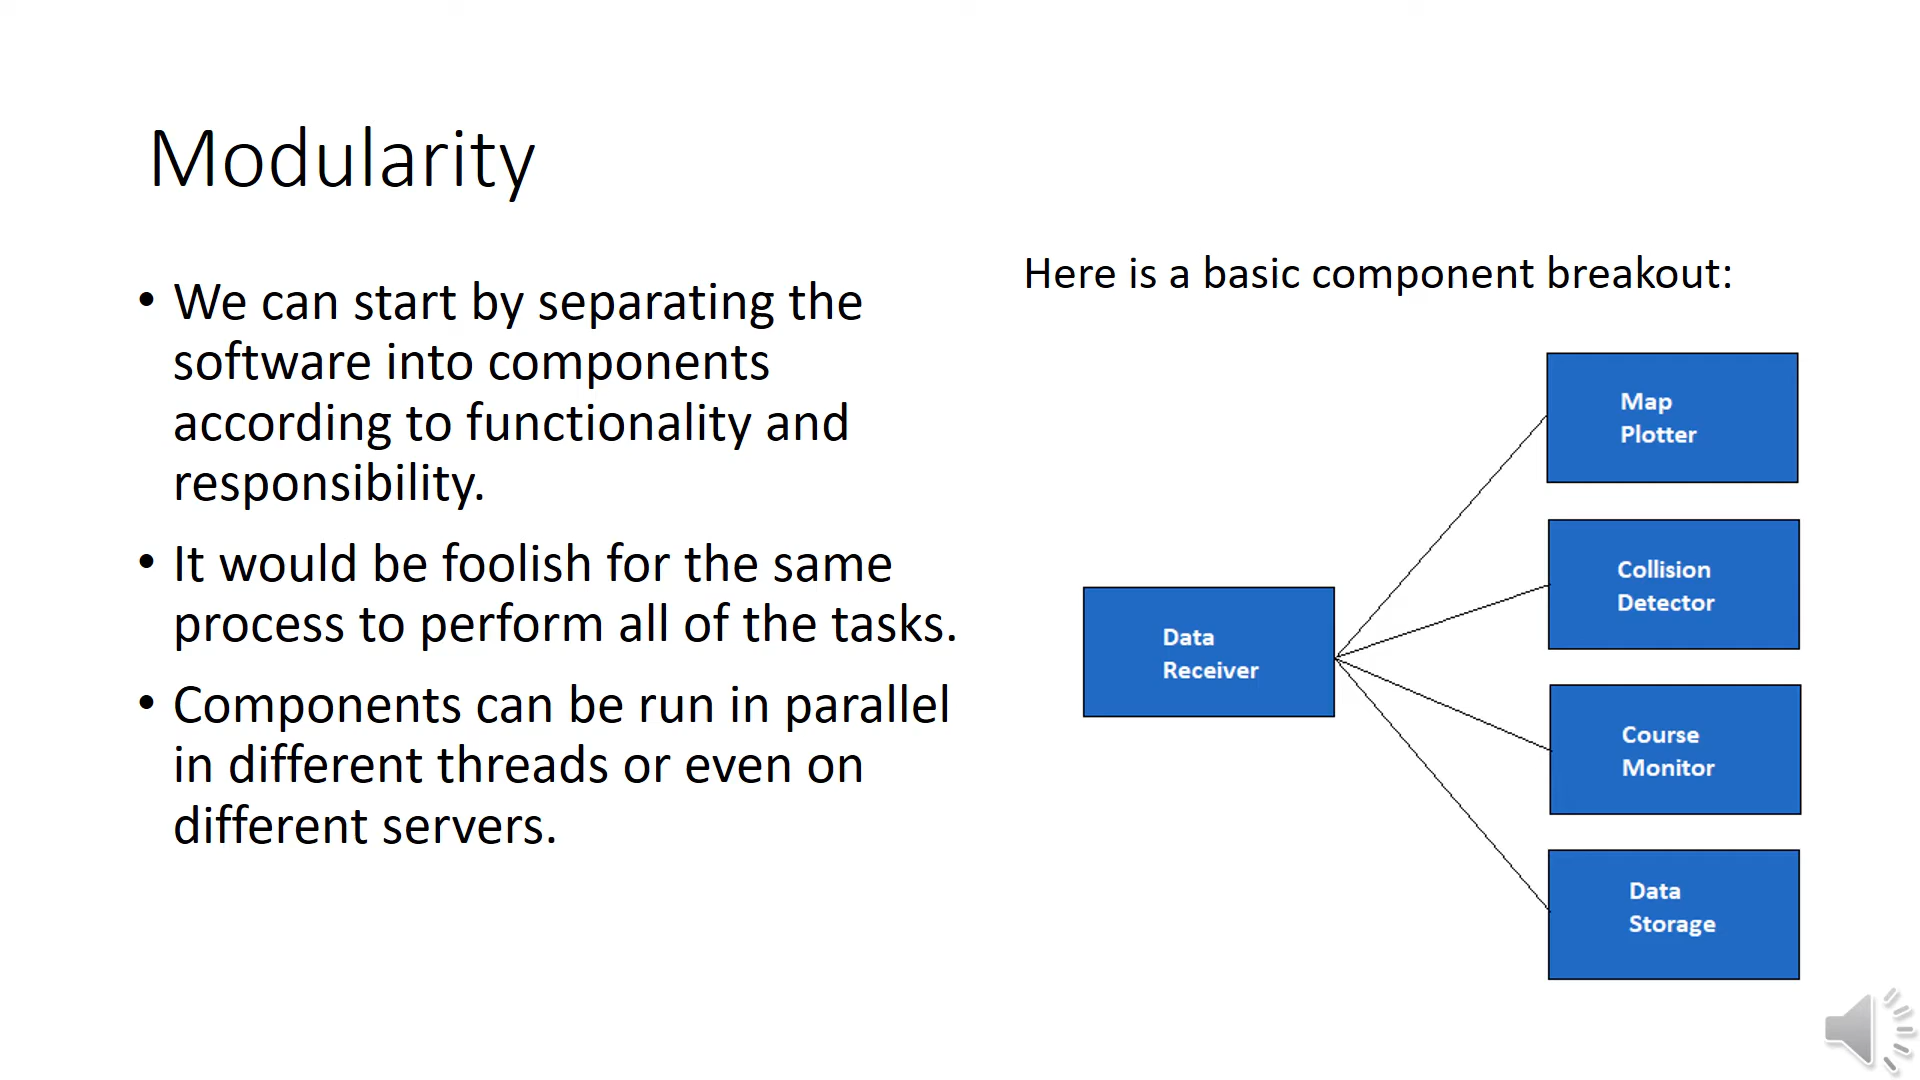 Modularity
• We can start by separating the
software into components
according to functionality and
responsibility.
• It would be foolish for the same
process to perform all of the tasks.
• Components can be run in parallel
in different threads or even on
different servers.
Here is a basic component breakout:
Data
Receiver
Map
Plotter
Collision
Detector
Course
Monitor
Data
Storage